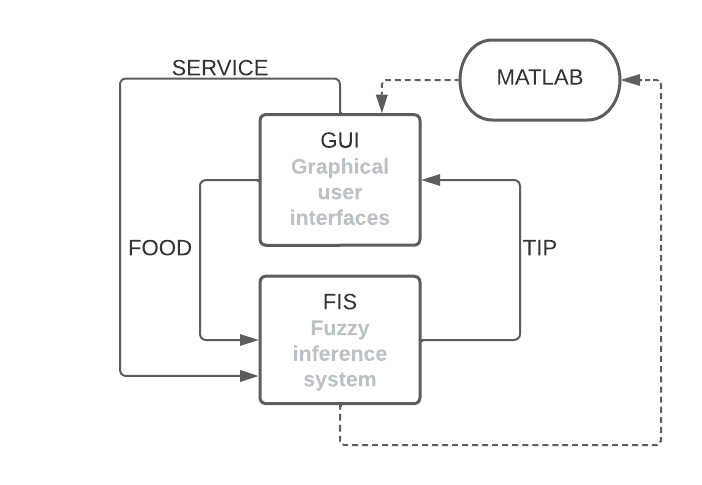 SERVICE
MATLAB
GUI
Graphical
user
interfaces
FOOD
TIP
FIS
Fuzzy
inference
system